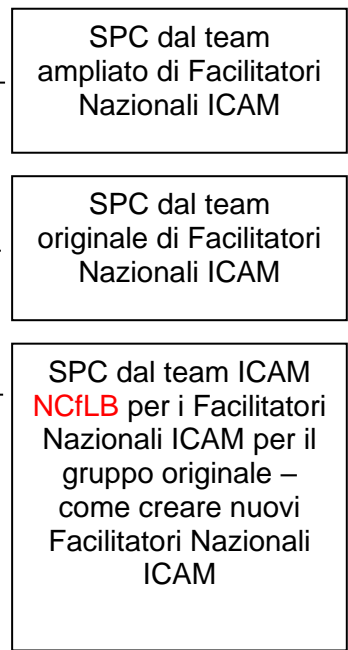 SPC dal team
ampliato di Facilitatori
Nazionali ICAM
SPC dal team
originale di Facilitatori
Nazionali ICAM
SPC dal team ICAM
NCfLB per i Facilitatori
Nazionali ICAM per il
gruppo originale –
come creare nuovi
Facilitatori Nazionali
ICAM